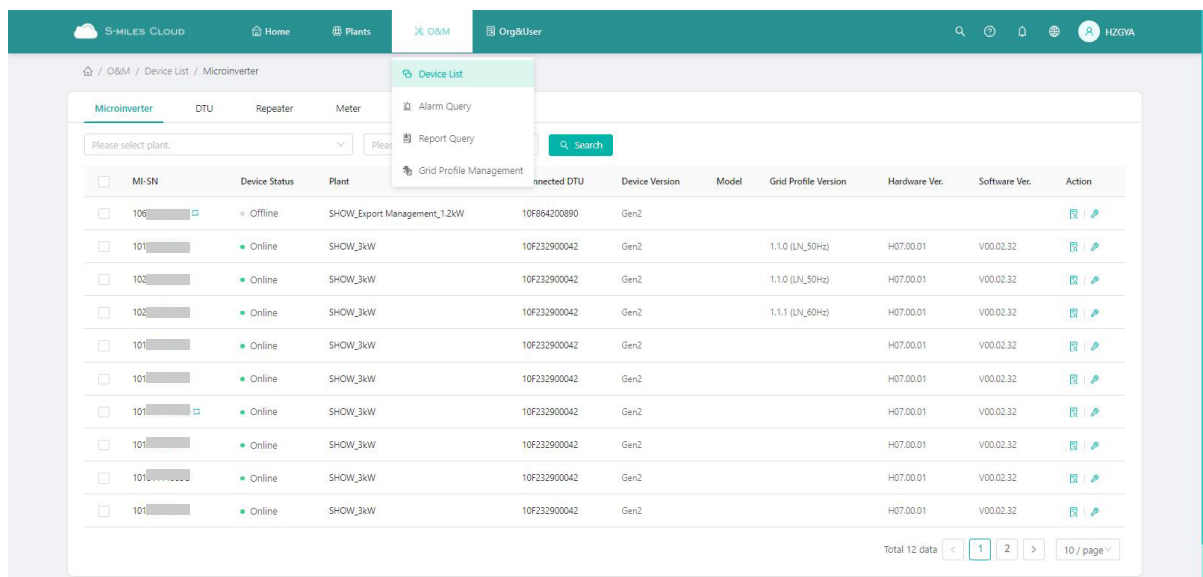 S-MILES CLOUD Home Plants O&M Org&User HZGYA
/ O&M / Device List / Microinverter
Device List
Microinverter DTU Repeater Meter
Alarm Query
Please select plant. Search
Report Query
Grid Profile Management
MI-SN Device Status Plant DTU Device Version Model Grid Profile Version Hardware Ver. Software Ver. Action
106 Offline SHOW_Export Management_1.2kW 10F864200890 Gen2
101 Online SHOW_3kW 10F232900042 Gen2 1.1.0 (LN_50Hz) H07.00.01 V00.02.32
102 Online SHOW_3kW 10F232900042 Gen2 1.1.0 (LN_50Hz) H07.00.01 V00.02.32
102 Online SHOW_3kW 10F232900042 Gen2 1.1.1 (LN_60Hz) H07.00.01 V00.02.32
101 Online SHOW_3kW 10F232900042 Gen2 H07.00.01 V00.02.32
101 Online SHOW_3kW 10F232900042 Gen2 H07.00.01 V00.02.32
101 Online SHOW_3kW 10F232900042 Gen2 H07.00.01 V00.02.32
101 Online SHOW_3kW 10F232900042 Gen2 H07.00.01 V00.02.32
101 Online SHOW_3kW 10F232900042 Gen2 H07.00.01 V00.02.32
101 Online SHOW_3kW 10F232900042 Gen2 H07.00.01 V00.02.32
Total 12 data < 1 2 > 10 / page